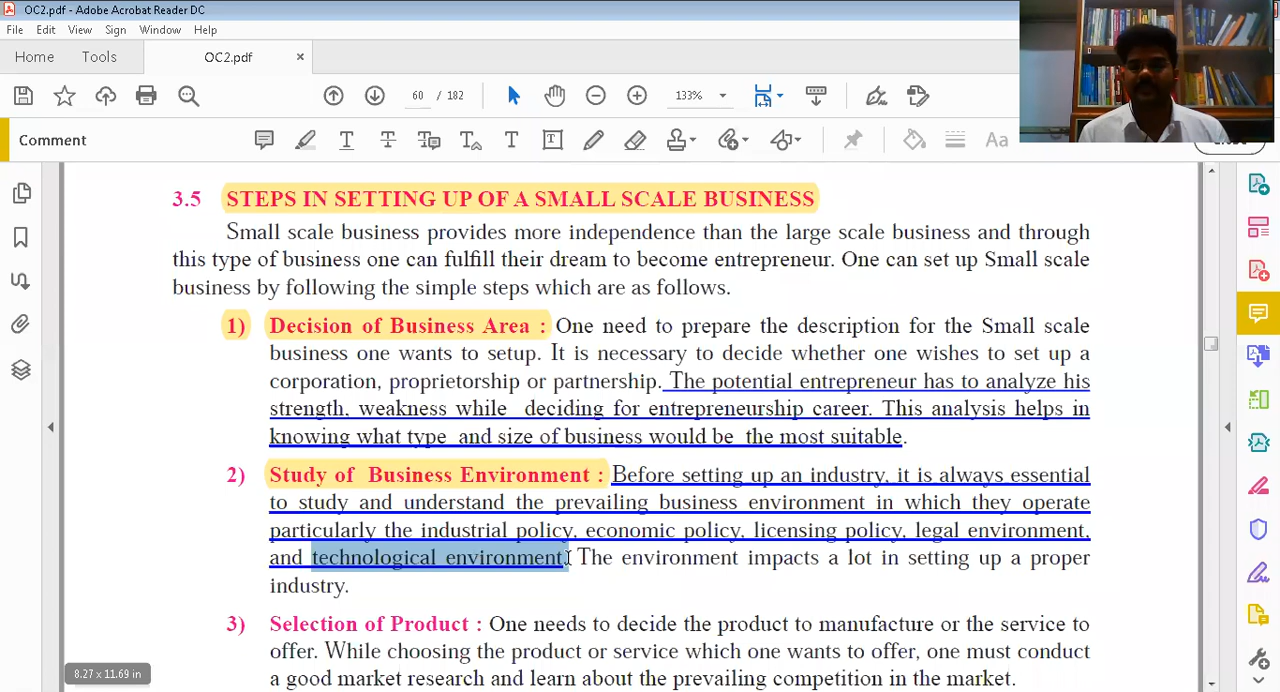 OC2.pdf - Adobe Acrobat Reader DC
File Edit View Sign Window Help
Home Tools OC2.pdf ×
60 / 182 133%
Comment
Aa
3.5 STEPS IN SETTING UP OF A SMALL SCALE BUSINESS
Small scale business provides more independence than the large scale business and through
this type of business one can fulfill their dream to become entrepreneur. One can set up Small scale
business by following the simple steps which are as follows.
1) Decision of Business Area : One need to prepare the description for the Small scale
business one wants to setup. It is necessary to decide whether one wishes to set up a
corporation, proprietorship or partnership. The potential entrepreneur has to analyze his
strength, weakness while deciding for entrepreneurship career. This analysis helps in
knowing what type and size of business would be the most suitable.
2) Study of Business Environment : Before setting up an industry, it is always essential
to study and understand the prevailing business environment in which they operate
particularly the industrial policy, economic policy, licensing policy, legal environment,
and technological environment. The environment impacts a lot in setting up a proper
industry.
3) Selection of Product : One needs to decide the product to manufacture or the service to
offer. While choosing the product or service which one wants to offer, one must conduct
a good market research and learn about the prevailing competition in the market.
8.27 x 11.69 in